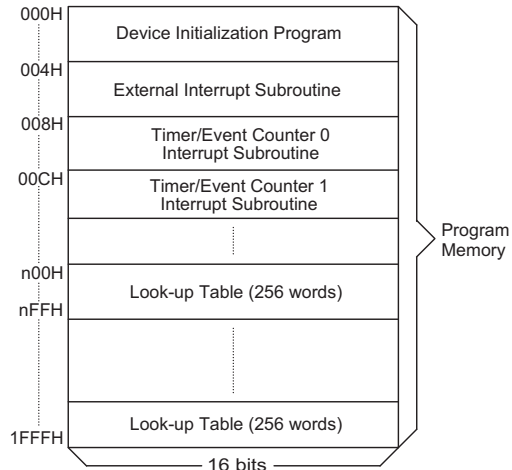 000H
Device Initialization Program
004H
External Interrupt Subroutine
008H
Timer/Event Counter 0
Interrupt Subroutine
00CH
Timer/Event Counter 1
Interrupt Subroutine
Program
Memory
n00H
Look-up Table (256 words)
nFFH
Look-up Table (256 words)
1FFFH
16 bits